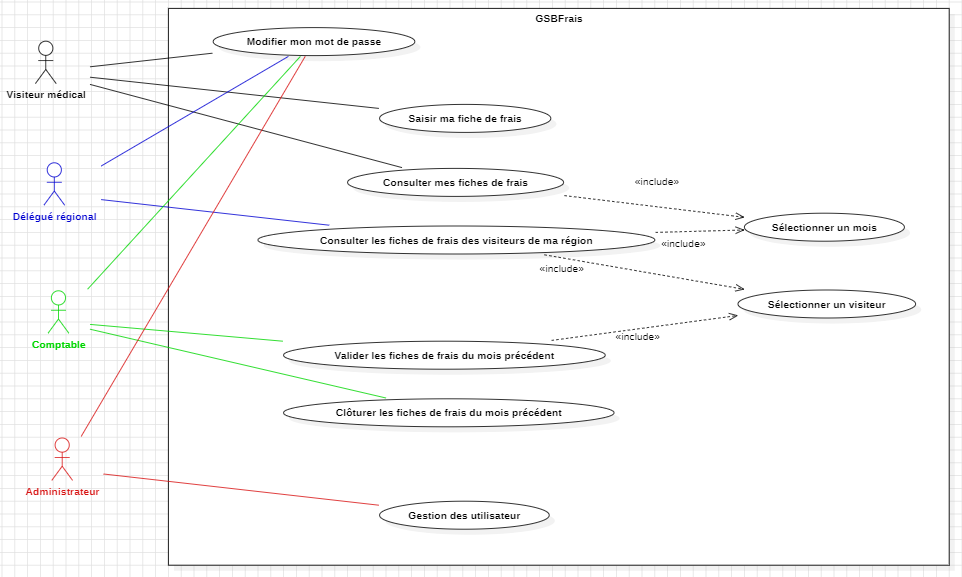 GSBFrais
Modifier mon mot de passe
Visiteur médical
Saisir ma fiche de frais
Consulter mes fiches de frais
«include»
Délégué régional
Sélectionner un mois
Consulter les fiches de frais des visiteurs de ma région
«include»
«include»
Sélectionner un visiteur
«include»
Comptable
Valider les fiches de frais du mois précédent
Clôturer les fiches de frais du mois précédent
Administrateur
Gestion des utilisateur